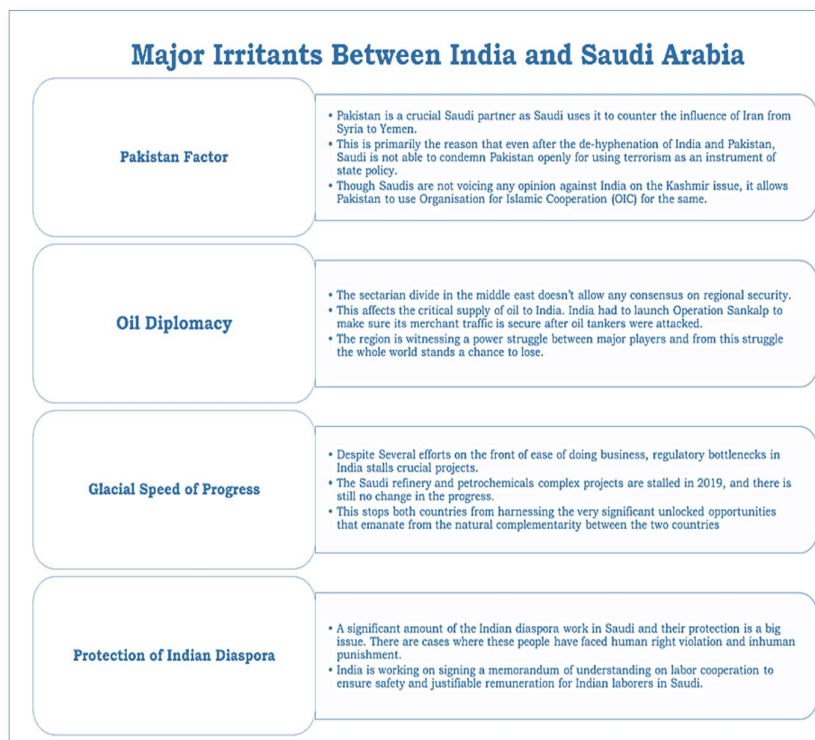 Major Irritants Between India and Saudi Arabia
Pakistan Factor
• Pakistan is a crucial Saudi partner as Saudi uses it to counter the influence of Iran from
Syria to Yemen.
• This is primarily the reason that even after the de-hyphenation of India and Pakistan,
Saudi is not able to condemn Pakistan openly for using terrorism as an instrument of
state policy.
• Though Saudis are not voicing any opinion against India on the Kashmir issue, it allows
Pakistan to use Organisation for Islamic Cooperation (OIC) for the same.
Oil Diplomacy
• The sectarian divide in the middle east doesn't allow any consensus on regional security.
• This affects the critical supply of oil to India. India had to launch Operation Sankalp to
make sure its merchant traffic is secure after oil tankers were attacked.
• The region is witnessing a power struggle between major players and from this struggle
the whole world stands a chance to lose.
Glacial Speed of Progress
• Despite Several efforts on the front of ease of doing business, regulatory bottlenecks in
India stalls crucial projects.
• The Saudi refinery and petrochemicals complex projects are stalled in 2019, and there is
still no change in the progress.
• This stops both countries from harnessing the very significant unlocked opportunities
that emanate from the natural complementarity between the two countries
Protection of Indian Diaspora
• A significant amount of the Indian diaspora work in Saudi and their protection is a big
issue. There are cases where these people have faced human right violation and inhuman
punishment.
• India is working on signing a memorandum of understanding on labor cooperation to
ensure safety and justifiable remuneration for Indian laborers in Saudi.